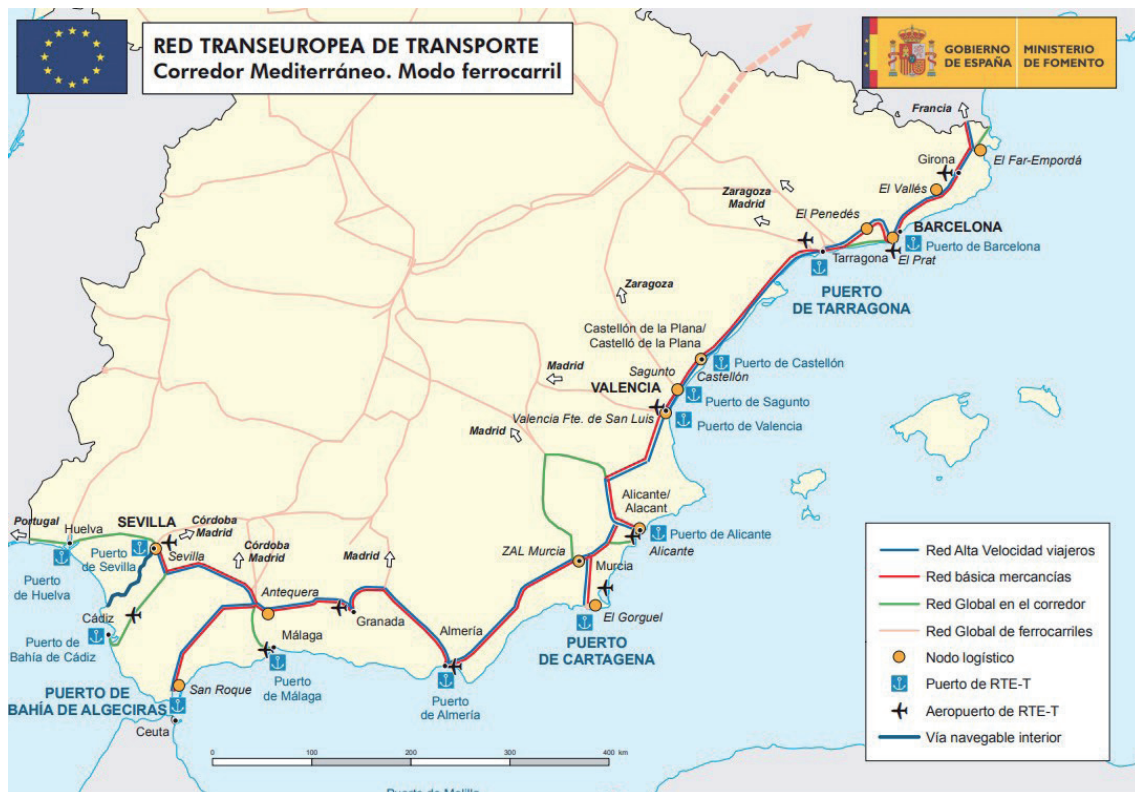 RED TRANSEUROPEA DE TRANSPORTE
Corredor Mediterráneo. Modo ferrocarril
GOBIERNO
DE ESPAÑA
MINISTERIO
DE FOMENTO
Francia
El Far-Empordá
Girona
El Vallés
Zaragoza
Madrid
El Penedés
BARCELONA
Puerto de Barcelona
El Prat
Tarragona
PUERTO
DE TARRAGONA
Zaragoza
Castellón de la Plana/
Castelló de la Plana
Puerto de Castellón
Castellón
Sagunto
Madrid
VALENCIA
Puerto de Sagunto
Valencia Fte. de San Luis
Puerto de Valencia
Madrid
Alicante/
Alacant
Puerto de Alicante
Alicante
ZAL Murcia
Murcia
El Gorguel
PUERTO
DE CARTAGENA
Portugal
Huelva
SEVILLA
Córdoba
Madrid
Sevilla
Puerto
de Sevilla
Puerto
de Huelva
Córdoba
Madrid
Madrid
Antequera
Granada
Almería
Cádiz
Málaga
Puerto de
Bahía de Cádiz
Puerto
de Málaga
Puerto
de Almería
San Roque
PUERTO DE
BAHÍA DE ALGECIRAS
Ceuta
0
100
200
300
400 km
Puerto de Melilla
Red Alta Velocidad viajeros
Red básica mercancías
Red Global en el corredor
Red Global de ferrocarriles
Nodo logístico
Puerto de RTE-T
Aeropuerto de RTE-T
Vía navegable interior